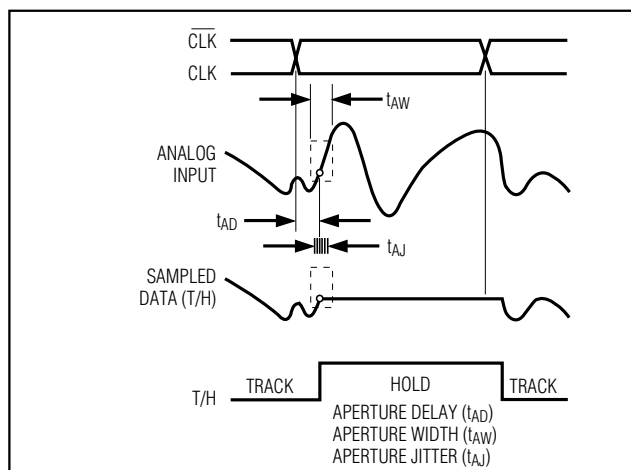 C̅L̅K̅
CLK
tAW
ANALOG
INPUT
tAD
tAJ
SAMPLED
DATA (T/H)
T/H
TRACK
HOLD
TRACK
APERTURE DELAY (tAD)
APERTURE WIDTH (tAW)
APERTURE JITTER (tAJ)